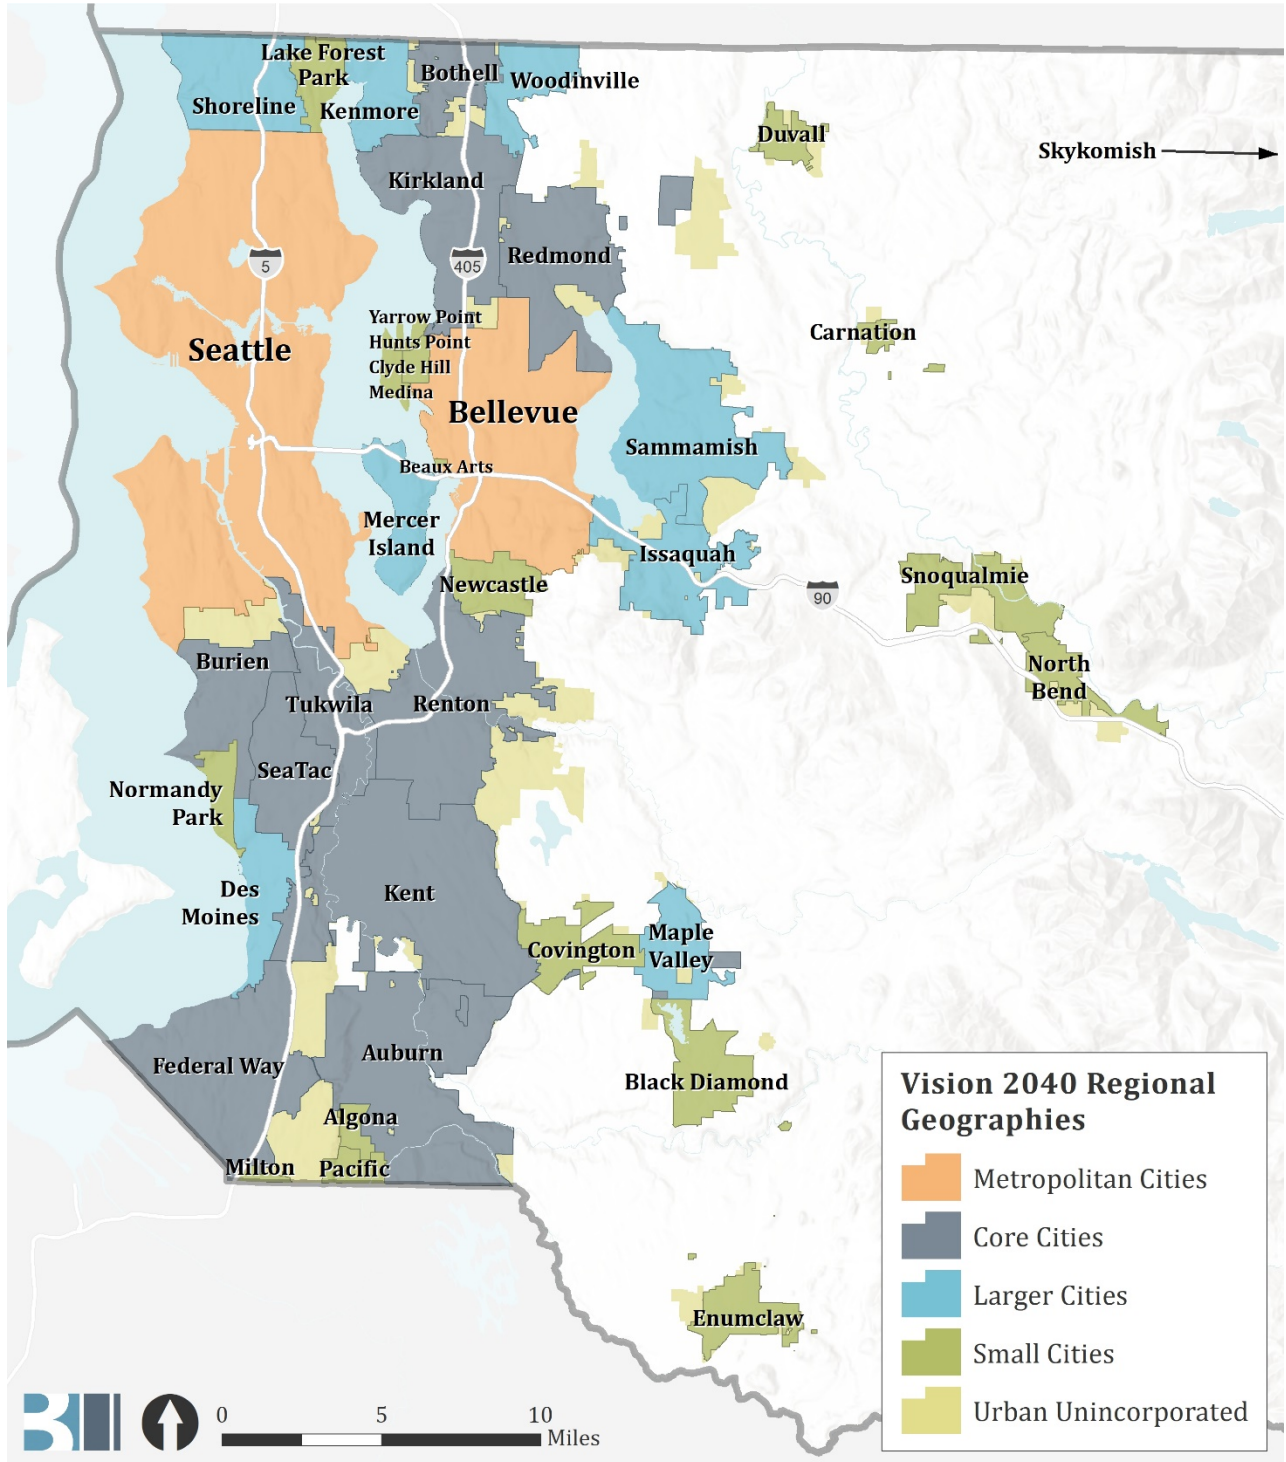 Lake Forest
Park
Bothell
Woodinville
Shoreline
Kenmore
Duvall
Skykomish
Kirkland
Redmond
5
405
Yarrow Point
Hunts Point
Clyde Hill
Medina
Carnation
Seattle
Bellevue
Sammamish
Beaux Arts
Mercer
Island
Issaquah
Newcastle
Snoqualmie
90
Burien
North
Bend
Tukwila
Renton
SeaTac
Normandy
Park
Des
Moines
Kent
Covington
Maple
Valley
Federal Way
Auburn
Black Diamond
Algona
Milton
Pacific
Enumclaw
Vision 2040 Regional
Geographies
Metropolitan Cities
Core Cities
Larger Cities
Small Cities
Urban Unincorporated
0 5 10
Miles